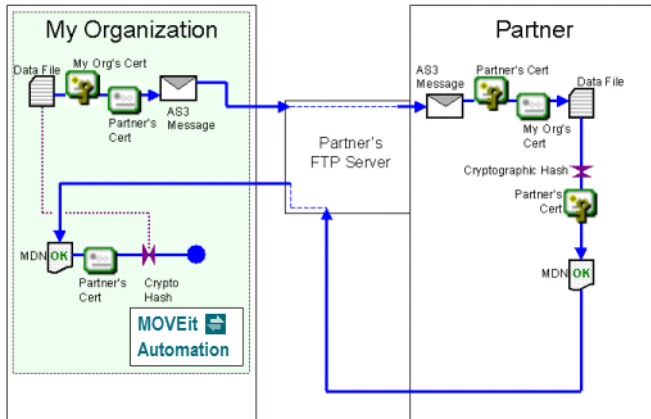 My Organization
Partner
Data File
My Org's Cert
Partner's
Cert
AS3
Message
Partner's
FTP Server
AS3
Message
Partner's Cert
My Org's
Cert
Data File
Cryptographic Hash
Partner's
Cert
MDN
OK
MDN
OK
Partner's
Cert
Crypto
Hash
MOVEit
Automation